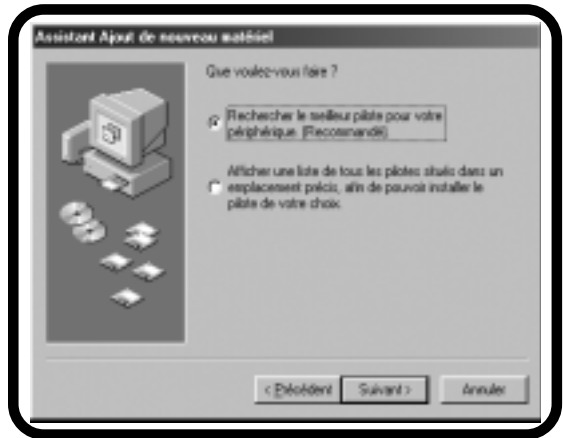 Assistant Ajout de nouveau matériel
Que voulez-vous faire ?
Rechercher le meilleur pilote pour votre
périphérique. (Recommandé).
Afficher une liste de tous les pilotes situés dans un
emplacement précis, afin de pouvoir installer le
pilote de votre choix.
< Précédent
Suivant >
Annuler